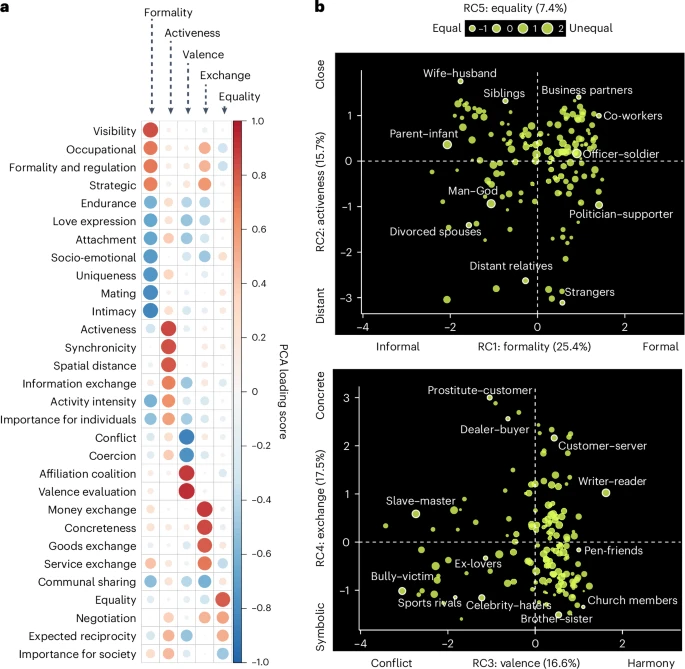 a
Formality
Activeness
Valence
Exchange
Equality
Visibility
Occupational
Formality and regulation
Strategic
Endurance
Love expression
Attachment
Socio-emotional
Uniqueness
Mating
Intimacy
Activeness
Synchronicity
Spatial distance
Information exchange
Activity intensity
Importance for individuals
Conflict
Coercion
Affiliation coalition
Valence evaluation
Money exchange
Concreteness
Goods exchange
Service exchange
Communal sharing
Equality
Negotiation
Expected reciprocity
Importance for society
1.0
0.8
0.6
0.4
0.2
0
−0.2
−0.4
−0.6
−0.8
−1.0
PCA loading score
b
RC5: equality (7.4%)
Equal −1 0 1 2 Unequal
Close
RC2: activeness (15.7%)
Distant
1
0
−1
−2
−3
Wife–husband
Siblings
Business partners
Co-workers
Parent–infant
Officer–soldier
Man–God
Politician–supporter
Divorced spouses
Distant relatives
Strangers
−4 −2 0 2
Informal RC1: formality (25.4%) Formal
Concrete
RC4: exchange (17.5%)
Symbolic
3
2
1
0
−1
Prostitute–customer
Dealer–buyer
Customer–server
Writer–reader
Slave–master
Pen-friends
Ex-lovers
Bully–victim
Sports rivals
Celebrity–haters
Church members
Brother–sister
−4 −2 0 2
Conflict RC3: valence (16.6%) Harmony